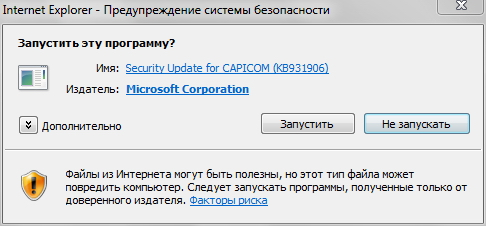 Internet Explorer - Предупреждение системы безопасности
Запустить эту программу?
Имя: Security Update for CAPICOM (KB931906)
Издатель: Microsoft Corporation
Дополнительно Запустить Не запускать
Файлы из Интернета могут быть полезны, но этот тип файла может
повредить компьютер. Следует запускать программы, полученные только от
доверенного издателя. Факторы риска